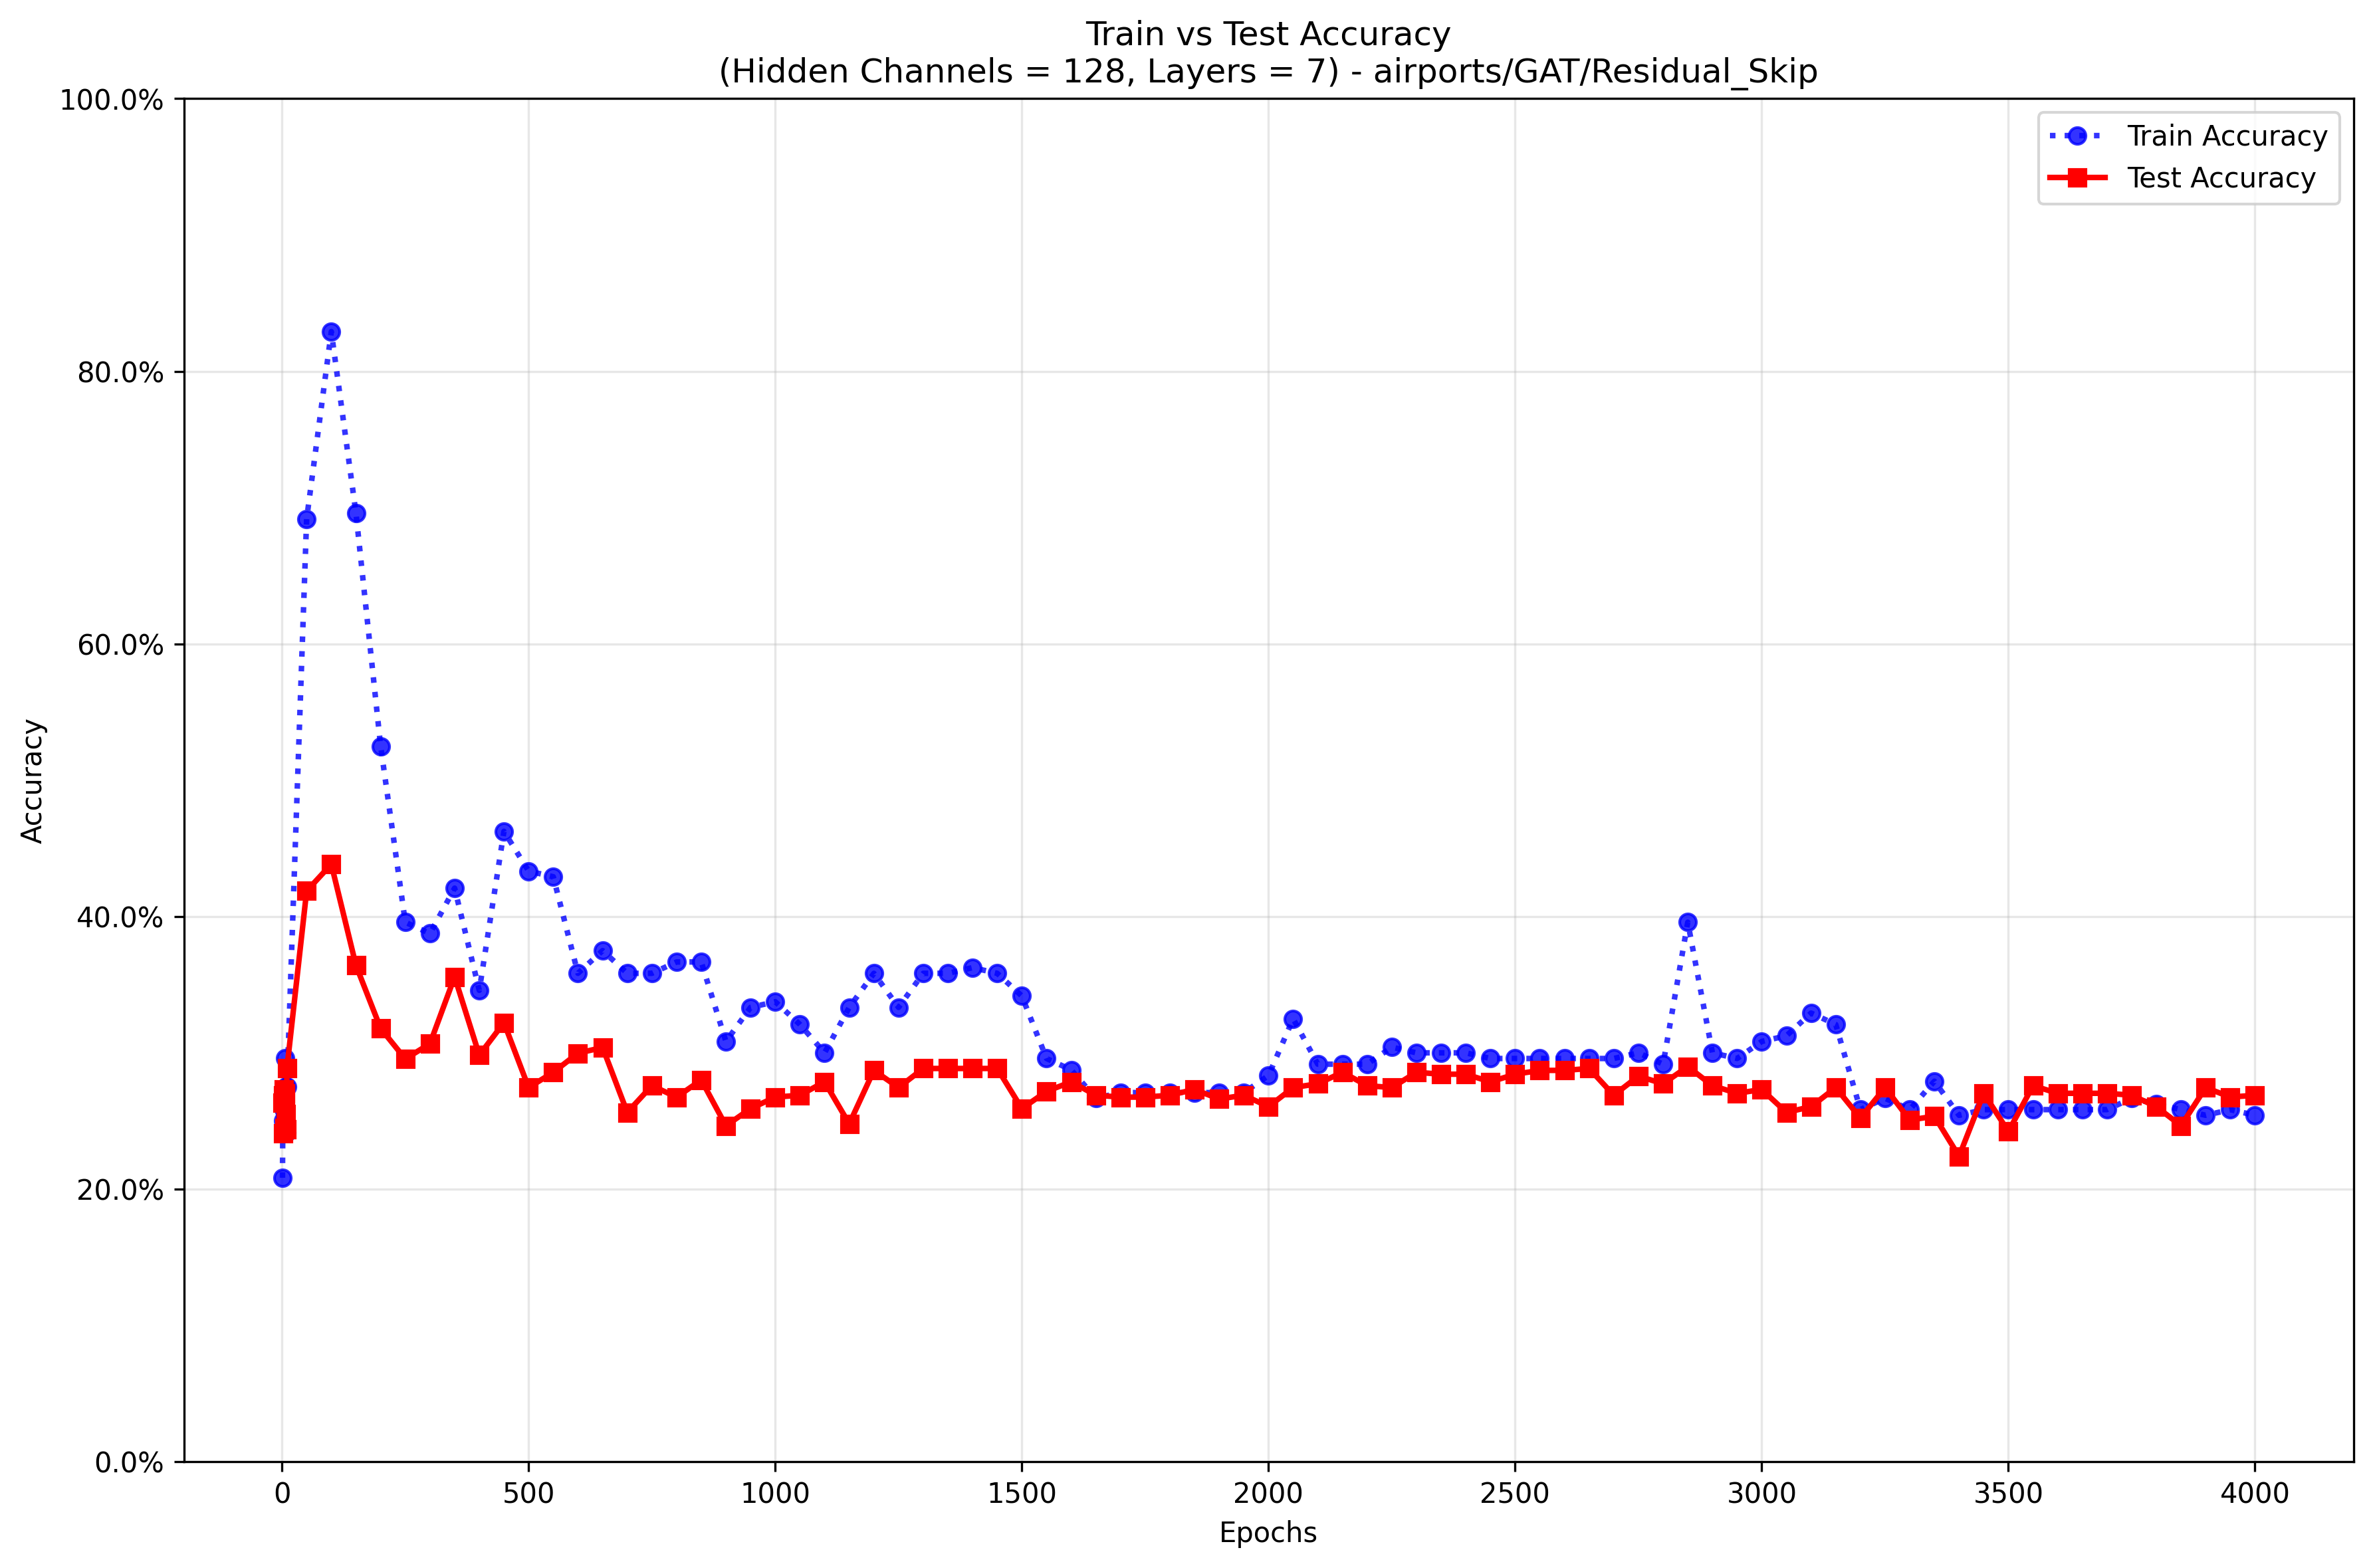 Train vs Test Accuracy
(Hidden Channels = 128, Layers = 7) - airports/GAT/Residual_Skip
100.0%
80.0%
60.0%
40.0%
20.0%
0.0%
Accuracy
Train Accuracy
Test Accuracy
0 500 1000 1500 2000 2500 3000 3500 4000
Epochs